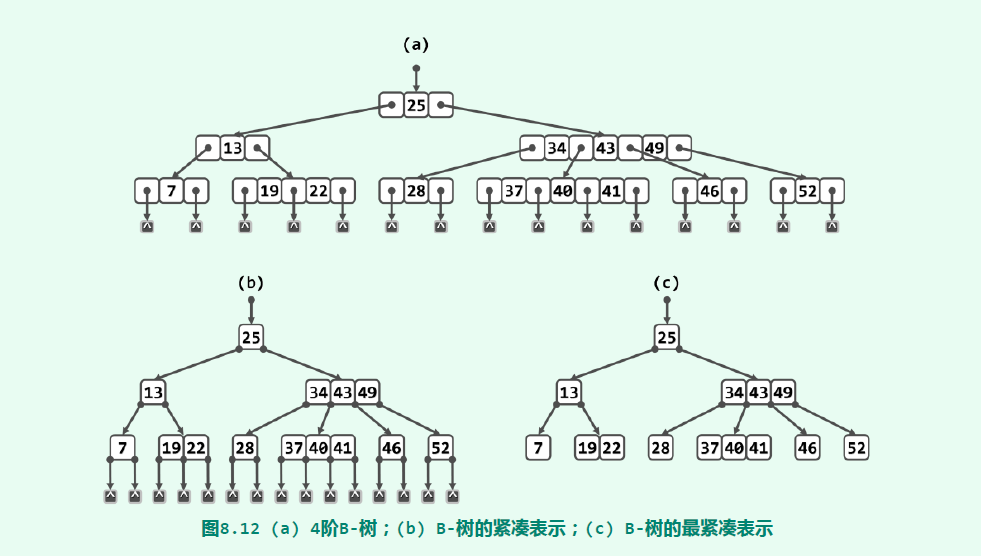 (a)
25
13 34 43 49
7 19 22 28 37 40 41 46 52
^ ^ ^ ^ ^ ^ ^ ^ ^ ^ ^ ^ ^ ^ ^
(b) (c)
25 25
13 34 43 49 13 34 43 49
7 19 22 28 37 40 41 46 52 7 19 22 28 37 40 41 46 52
^ ^ ^ ^ ^ ^ ^ ^ ^ ^ ^ ^ ^ ^ ^
图8.12 (a) 4阶B-树；(b) B-树的紧凑表示；(c) B-树的最紧凑表示